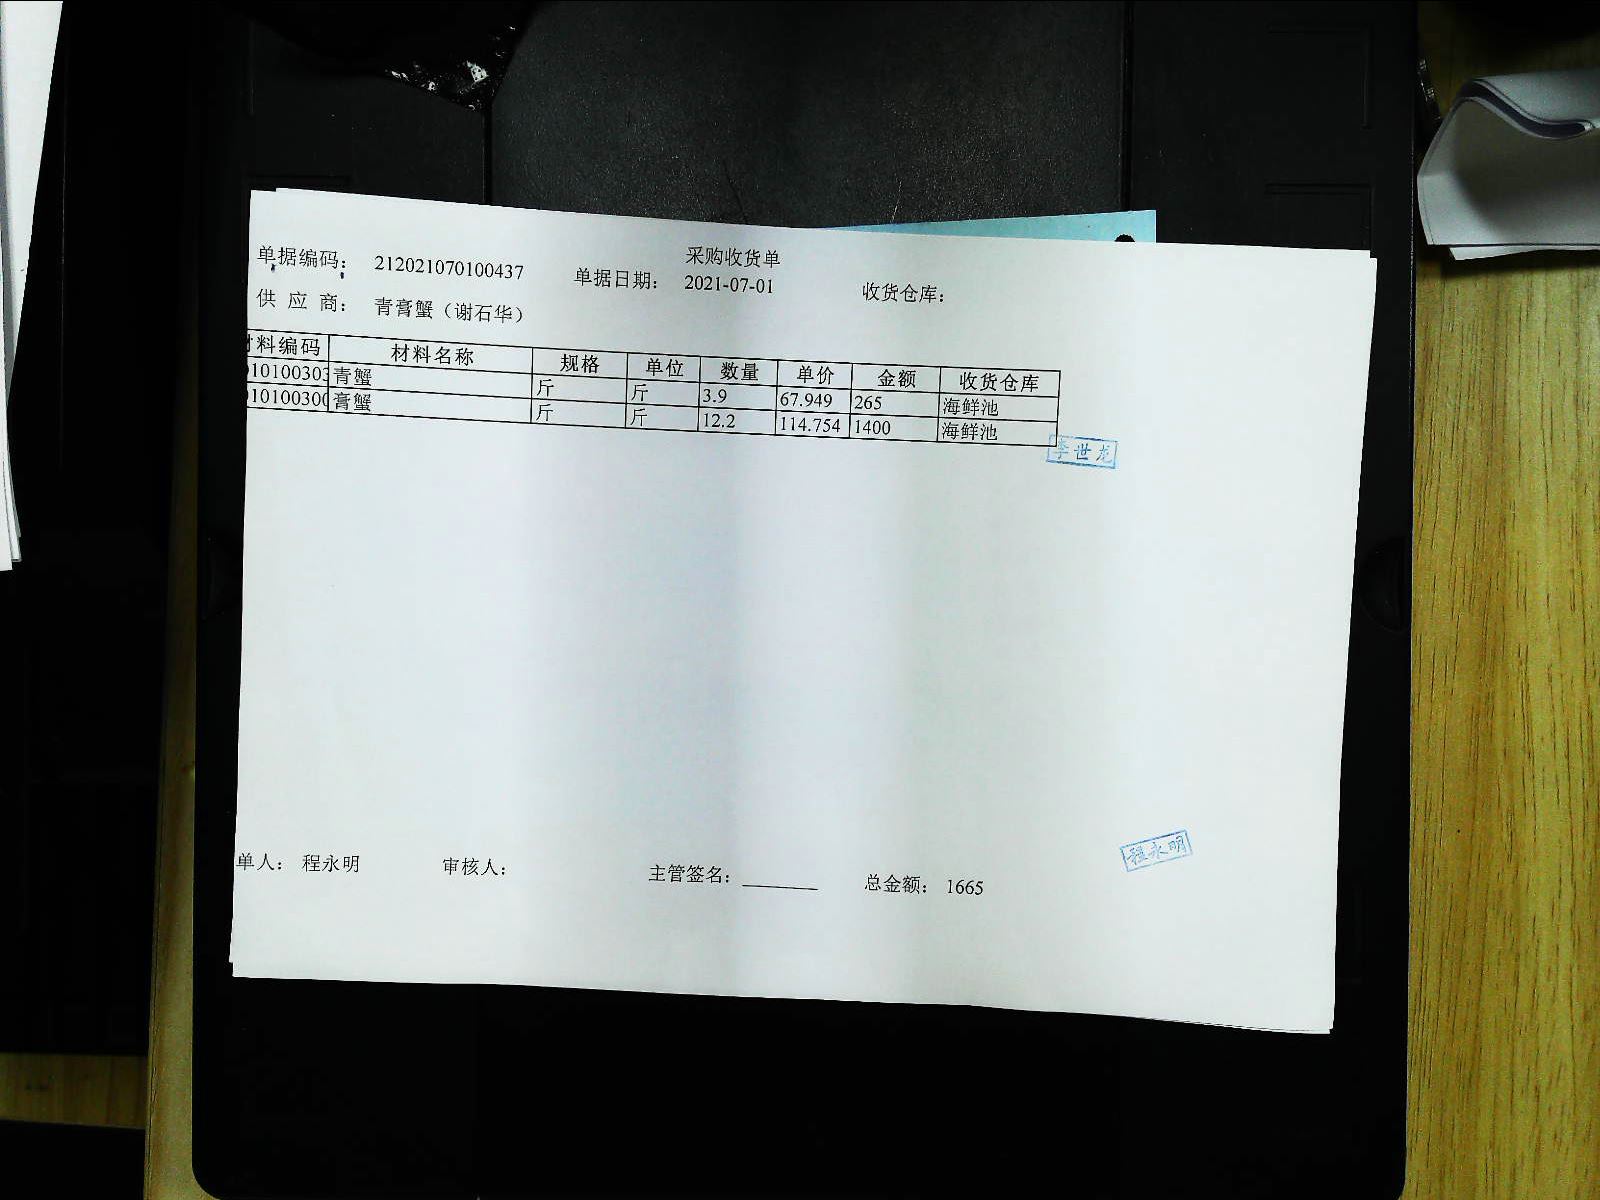 采购收货单
单据编码： 212021070100437 单据日期： 2021-07-01 收货仓库：
供 应 商： 青膏蟹（谢石华）
材料编码 材料名称 规格 单位 数量 单价 金额 收货仓库
010100303 青蟹 斤 斤 3.9 67.949 265 海鲜池
010100300 膏蟹 斤 斤 12.2 114.754 1400 海鲜池
李世龙
程永明
单人： 程永明 审核人： 主管签名： 总金额： 1665